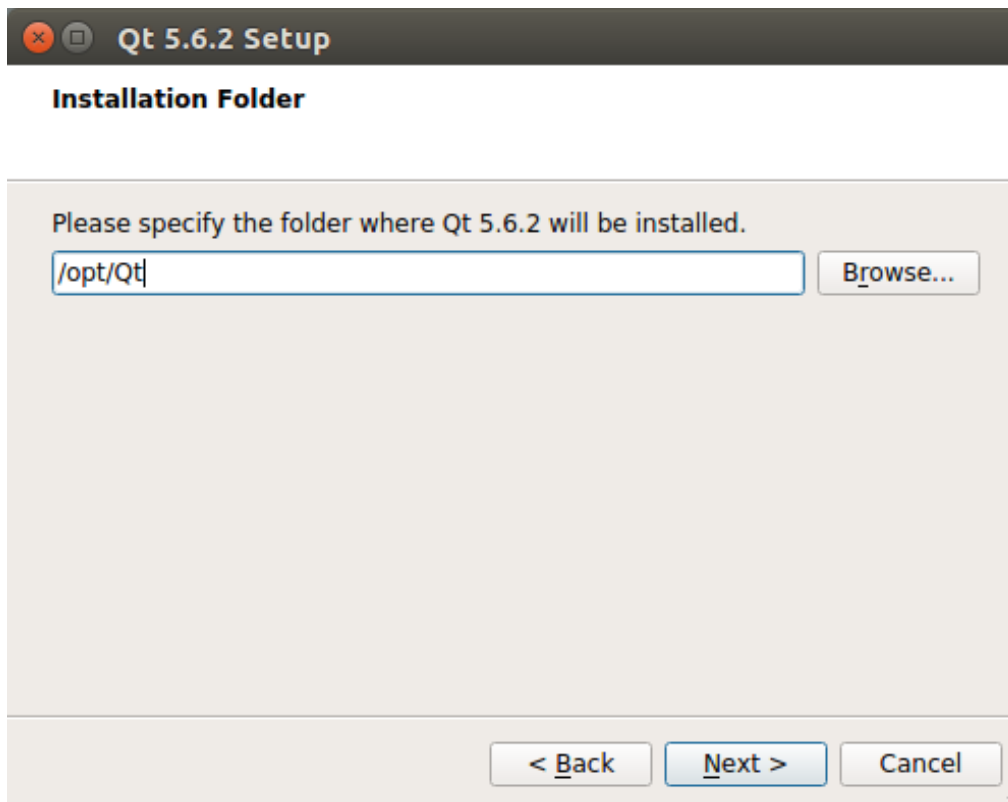 Qt 5.6.2 Setup
Installation Folder
Please specify the folder where Qt 5.6.2 will be installed.
/opt/Qt
Browse...
< Back
Next >
Cancel